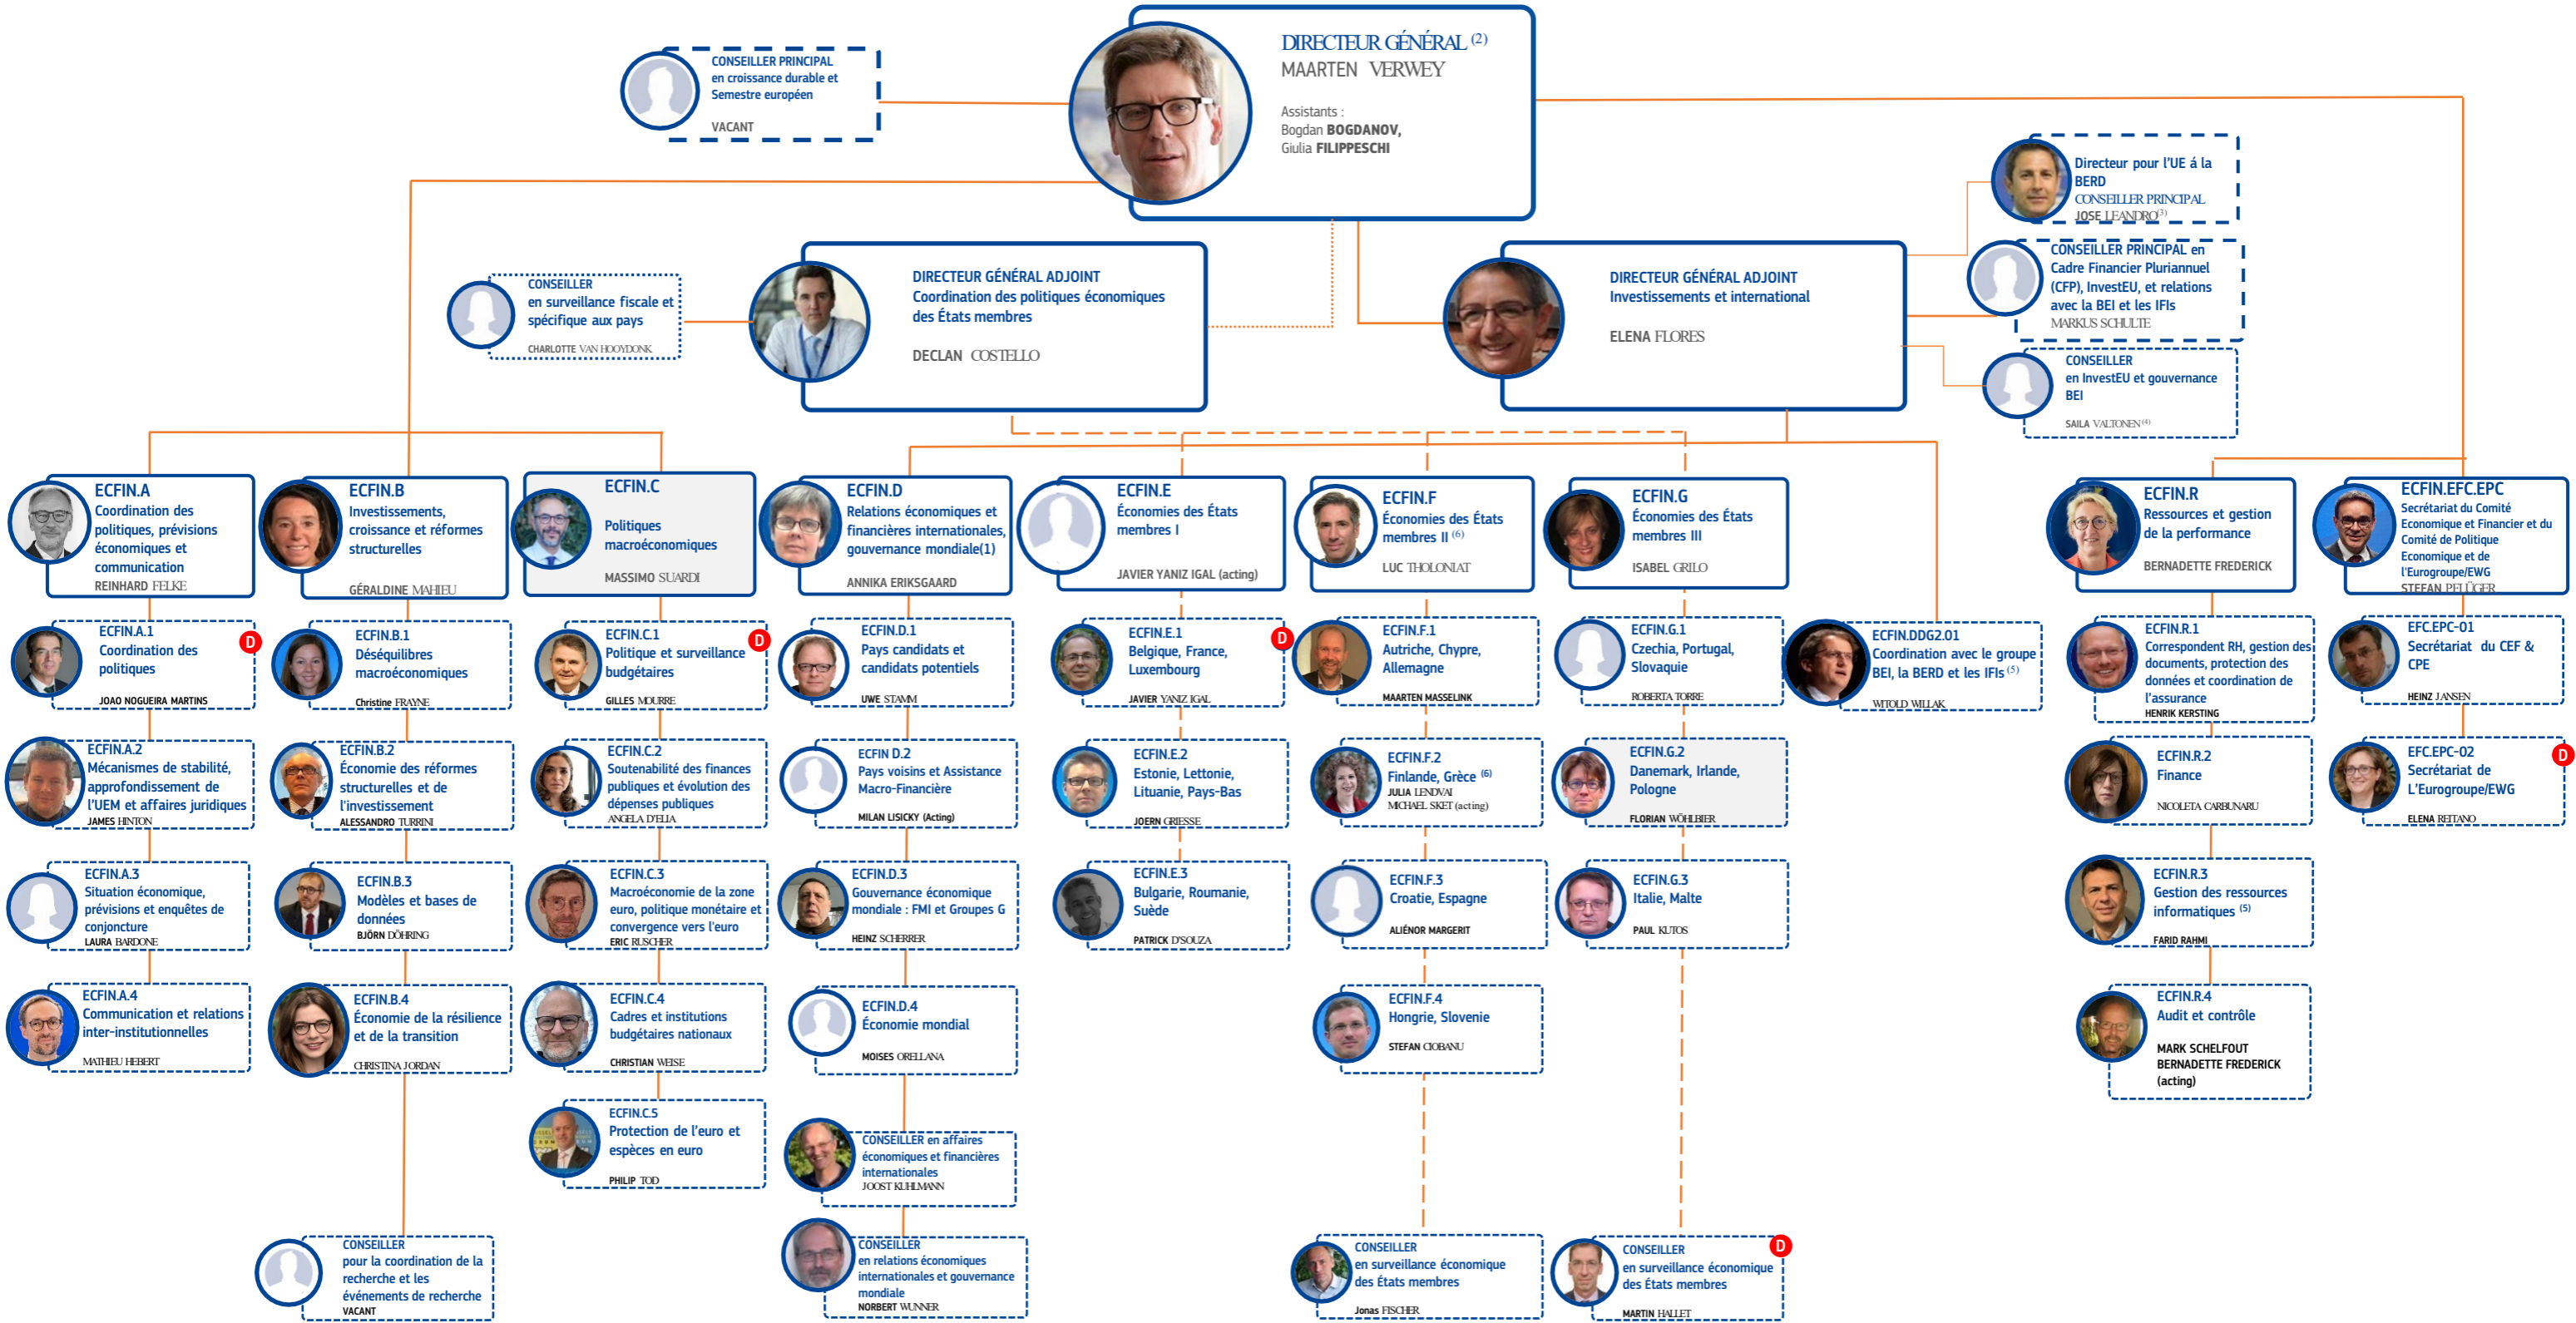 DIRECTEUR GÉNÉRAL (2)
MAARTEN VERWEY
Assistants :
Bogdan BOGDANOV,
Giulia FILIPPESCHI
CONSEILLER PRINCIPAL
en croissance durable et
Semestre européen
VACANT
Directeur pour l'UE á la
BERD
CONSEILLER PRINCIPAL
JOSE LEANDRO(3)
CONSEILLER PRINCIPAL en
Cadre Financier Pluriannuel
(CFP), InvestEU, et relations
avec la BEI et les IFIs
MARKUS SCHULTE
CONSEILLER
en InvestEU et gouvernance
BEI
SAILA VALTONEN (4)
CONSEILLER
en surveillance fiscale et
spécifique aux pays
CHARLOTTE VAN HOOYDONK
DIRECTEUR GÉNÉRAL ADJOINT
Coordination des politiques économiques
des États membres
DECLAN COSTELLO
DIRECTEUR GÉNÉRAL ADJOINT
Investissements et international
ELENA FLORES
ECFIN.A
Coordination des
politiques, prévisions
économiques et
communication
REINHARD FELKE
ECFIN.B
Investissements,
croissance et réformes
structurelles
GÉRALDINE MAHIEU
ECFIN.C
Politiques
macroéconomiques
MASSIMO SUARDI
ECFIN.D
Relations économiques et
financières internationales,
gouvernance mondiale(1)
ANNIKA ERIKSGAARD
ECFIN.E
Économies des États
membres I
JAVIER YANIZ IGAL (acting)
ECFIN.F
Économies des États
membres II (6)
LUC THOLONIAT
ECFIN.G
Économies des États
membres III
ISABEL GRILO
ECFIN.R
Ressources et gestion
de la performance
BERNADETTE FREDERICK
ECFIN.EFC.EPC
Secrétariat du Comité
Economique et Financier et du
Comité de Politique
Economique et de
l'Eurogroupe/EWG
STEFAN PFLÜGER
ECFIN.A.1
Coordination des
politiques
JOAO NOGUEIRA MARTINS
D
ECFIN.B.1
Déséquilibres
macroéconomiques
Christine FRAYNE
ECFIN.C.1
Politique et surveillance
budgétaires
GILLES MOURRE
D
ECFIN.D.1
Pays candidats et
candidats potentiels
UWE STAMM
ECFIN.E.1
Belgique, France,
Luxembourg
JAVIER YANIZ IGAL
D
ECFIN.F.1
Autriche, Chypre,
Allemagne
MAARTEN MASSELINK
ECFIN.G.1
Czechia, Portugal,
Slovaquie
ROBERTA TORRE
ECFIN.DDG2.01
Coordination avec le groupe
BEI, la BERD et les IFIs (5)
WITOLD WILLAK
ECFIN.R.1
Correspondent RH, gestion des
documents, protection des
données et coordination de
l'assurance
HENRIK KERSTING
EFC.EPC-01
Secrétariat du CEF &
CPE
HEINZ JANSEN
ECFIN.A.2
Mécanismes de stabilité,
approfondissement de
l'UEM et affaires juridiques
JAMES HINTON
ECFIN.B.2
Économie des réformes
structurelles et de
l'investissement
ALESSANDRO TURRINI
ECFIN.C.2
Soutenabilité des finances
publiques et évolution des
dépenses publiques
ANGELA D'ELIA
ECFIN D.2
Pays voisins et Assistance
Macro-Financière
MILAN LISICKY (Acting)
ECFIN.E.2
Estonie, Lettonie,
Lituanie, Pays-Bas
JOERN GRIESSE
ECFIN.F.2
Finlande, Grèce (6)
JULIA LENDVAI
MICHAEL SKET (acting)
ECFIN.G.2
Danemark, Irlande,
Pologne
FLORIAN WÖHLBIER
ECFIN.R.2
Finance
NICOLETA CARBUNARU
EFC.EPC-02
Secrétariat de
L'Eurogroupe/EWG
ELENA REITANO
D
ECFIN.A.3
Situation économique,
prévisions et enquêtes de
conjoncture
LAURA BARDONE
ECFIN.B.3
Modèles et bases de
données
BJÖRN DÖHRING
ECFIN.C.3
Macroéconomie de la zone
euro, politique monétaire et
convergence vers l'euro
ERIC RUSCHER
ECFIN.D.3
Gouvernance économique
mondiale : FMI et Groupes G
HEINZ SCHERRER
ECFIN.E.3
Bulgarie, Roumanie,
Suède
PATRICK D'SOUZA
ECFIN.F.3
Croatie, Espagne
ALIÉNOR MARGERIT
ECFIN.G.3
Italie, Malte
PAUL KUTOS
ECFIN.R.3
Gestion des ressources
informatiques (5)
FARID RAHMI
ECFIN.A.4
Communication et relations
inter-institutionnelles
MATHIEU HEBERT
ECFIN.B.4
Économie de la résilience
et de la transition
CHRISTINA JORDAN
ECFIN.C.4
Cadres et institutions
budgétaires nationaux
CHRISTIAN WEISE
ECFIN.D.4
Économie mondial
MOISES ORELLANA
ECFIN.F.4
Hongrie, Slovenie
STEFAN CIOBANU
ECFIN.R.4
Audit et contrôle
MARK SCHELFOUT
BERNADETTE FREDERICK
(acting)
ECFIN.C.5
Protection de l'euro et
espèces en euro
PHILIP TOD
CONSEILLER en affaires
économiques et financières
internationales
JOOST KUHLMANN
CONSEILLER
pour la coordination de la
recherche et les
événements de recherche
VACANT
CONSEILLER
en relations économiques
internationales et gouvernance
mondiale
NORBERT WUNNER
CONSEILLER
en surveillance économique
des États membres
Jonas FISCHER
CONSEILLER
en surveillance économique
des États membres
MARTIN HALLET
D